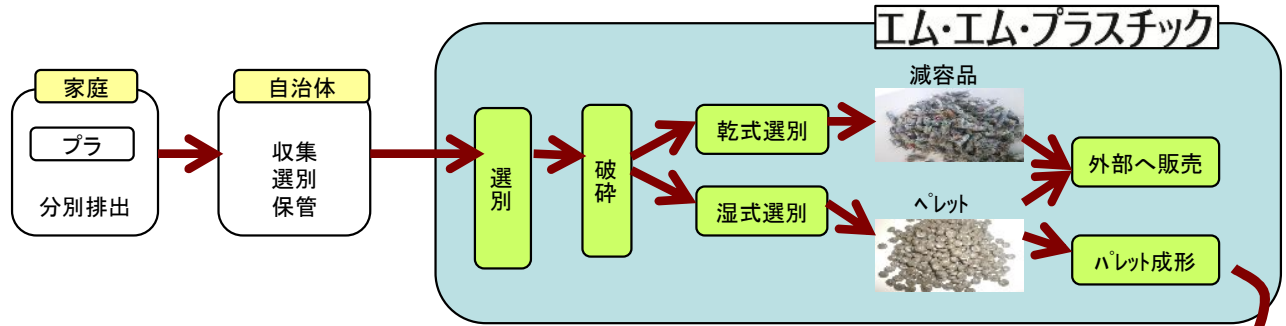 エム・エム・プラスチック
家庭
プラ
分別排出
自治体
収集
選別
保管
選別
破砕
乾式選別
湿式選別
減容品
ペレット
外部へ販売
パレット成形